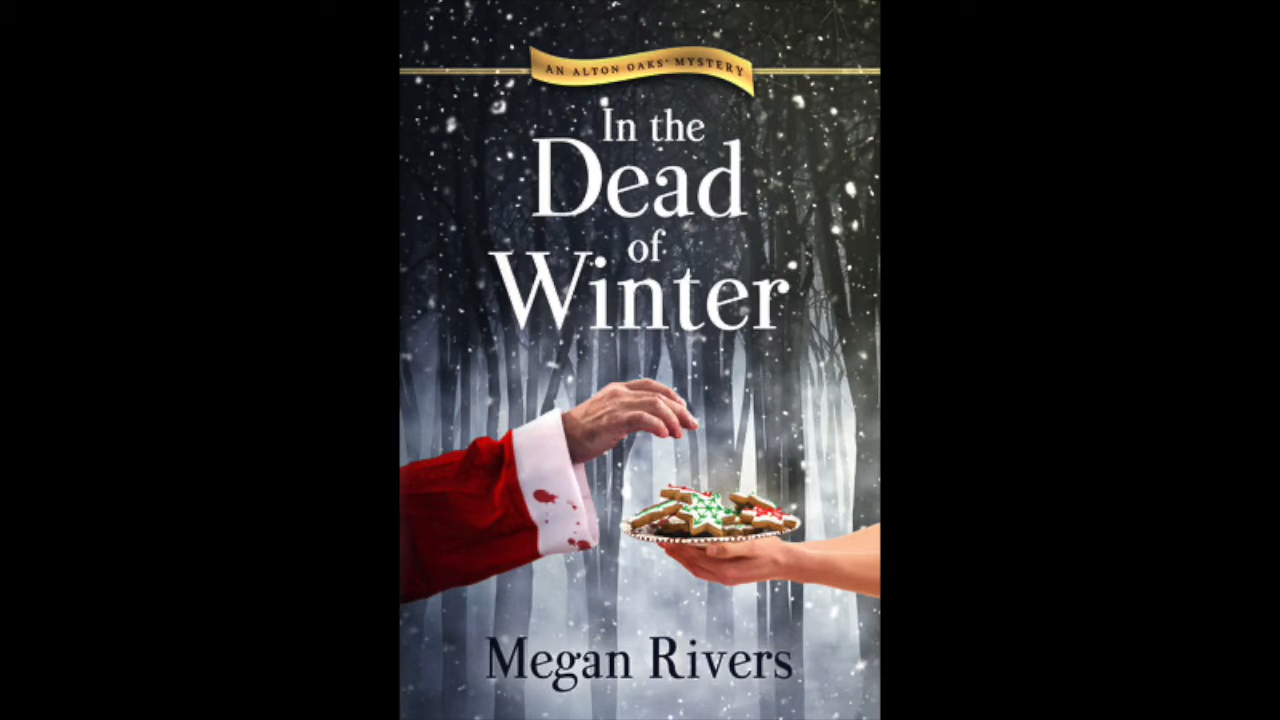 AN ALTON OAKS' MYSTERY
In the
Dead
of
Winter
Megan Rivers